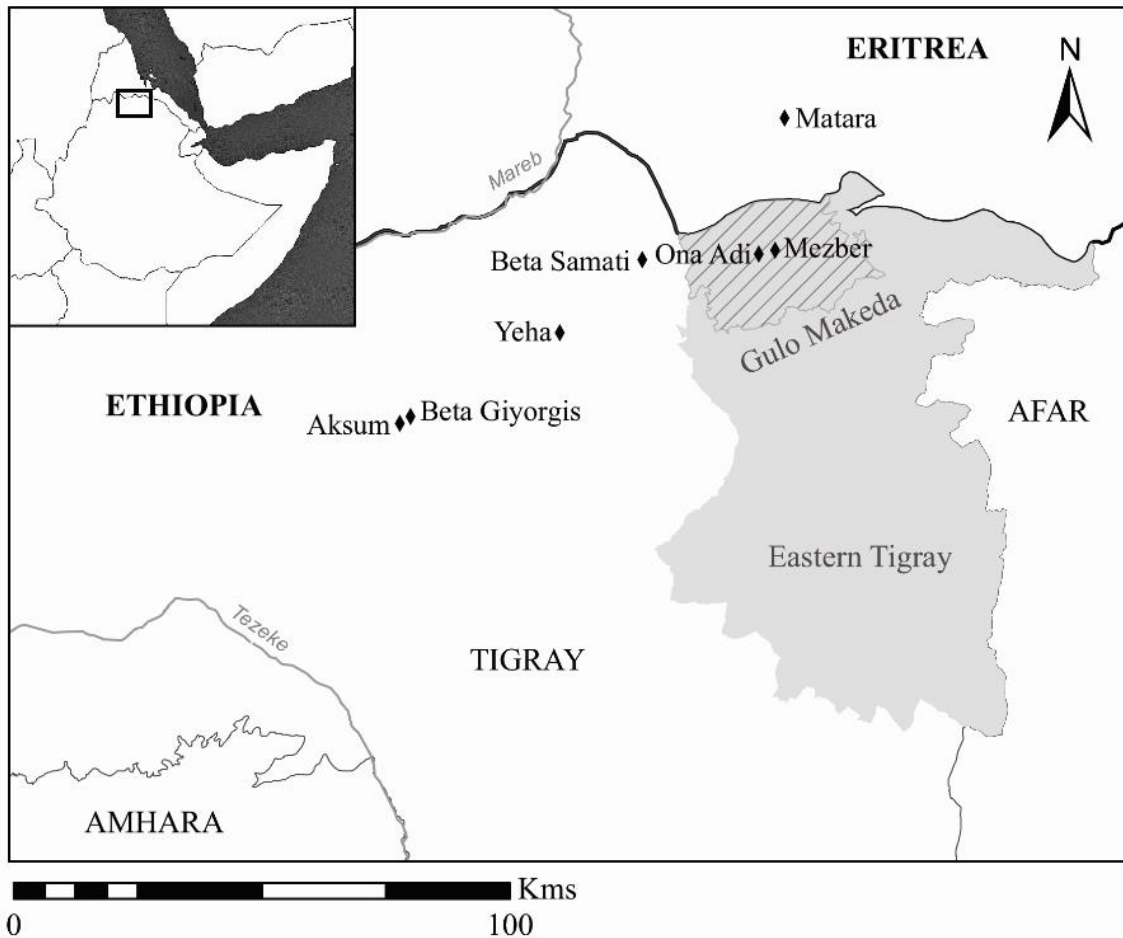 ERITREA
N
Matara
Mareb
Beta Samati
Ona Adi
Mezber
Gulo Makeda
Yeha
ETHIOPIA
Aksum
Beta Giyorgis
AFAR
Eastern Tigray
Tezeke
TIGRAY
AMHARA
Kms
0
100